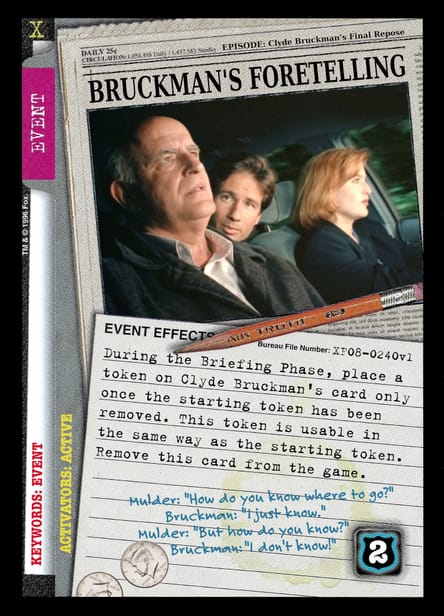 X
EVENT
TM & © 1996 Fox.
KEYWORDS: EVENT
ACTIVATORS: ACTIVE
DAILY 25¢
EPISODE: Clyde Bruckman's Final Repose
BRUCKMAN'S FORETELLING
EVENT EFFECTS
Bureau File Number: XF08-0240v1
During the Briefing Phase, place a
token on Clyde Bruckman's card only
once the starting token has been
removed. This token is usable in
the same way as the starting token.
Remove this card from the game.
Mulder: "How do you know where to go?"
Bruckman: "I just know."
Mulder: "But how do you know?"
Bruckman: "I don't know!"
2